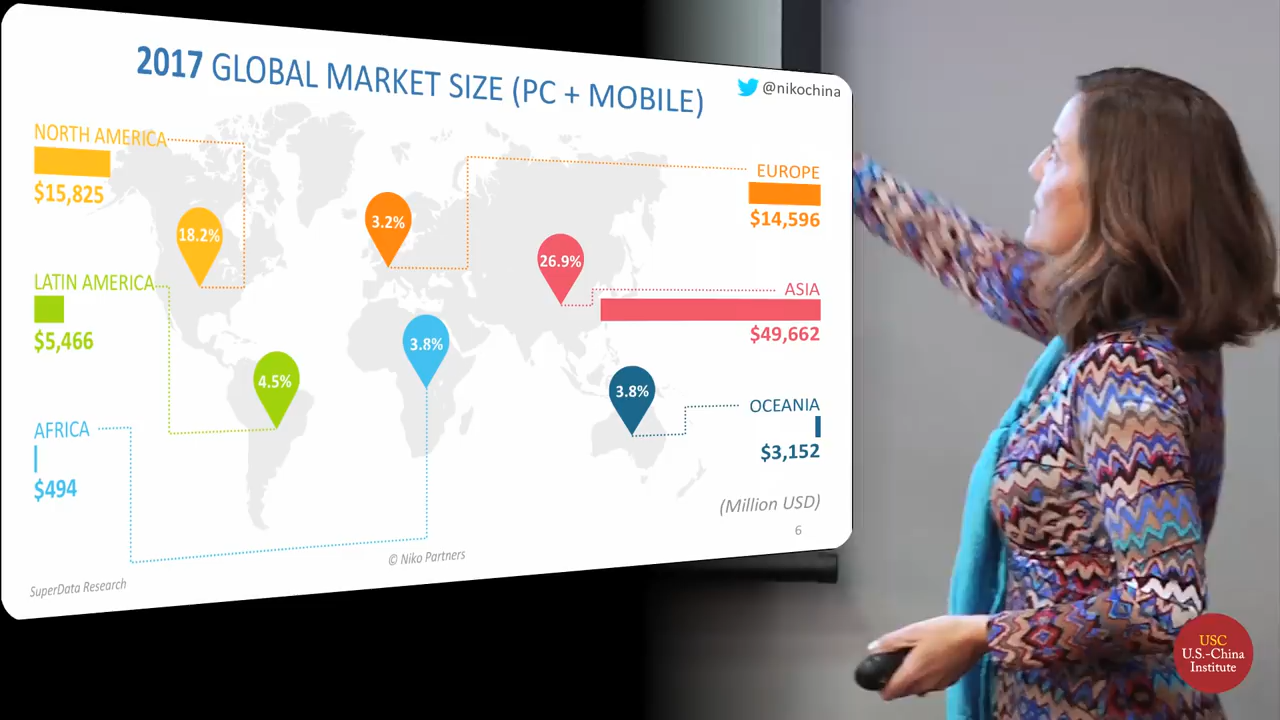 2017 GLOBAL MARKET SIZE (PC + MOBILE)
@nikochina
NORTH AMERICA
$15,825
18.2%
LATIN AMERICA
$5,466
4.5%
AFRICA
$494
3.8%
EUROPE
$14,596
3.2%
ASIA
$49,662
26.9%
OCEANIA
$3,152
3.8%
(Million USD)
6
© Niko Partners
SuperData Research
USC
U.S.-China
Institute